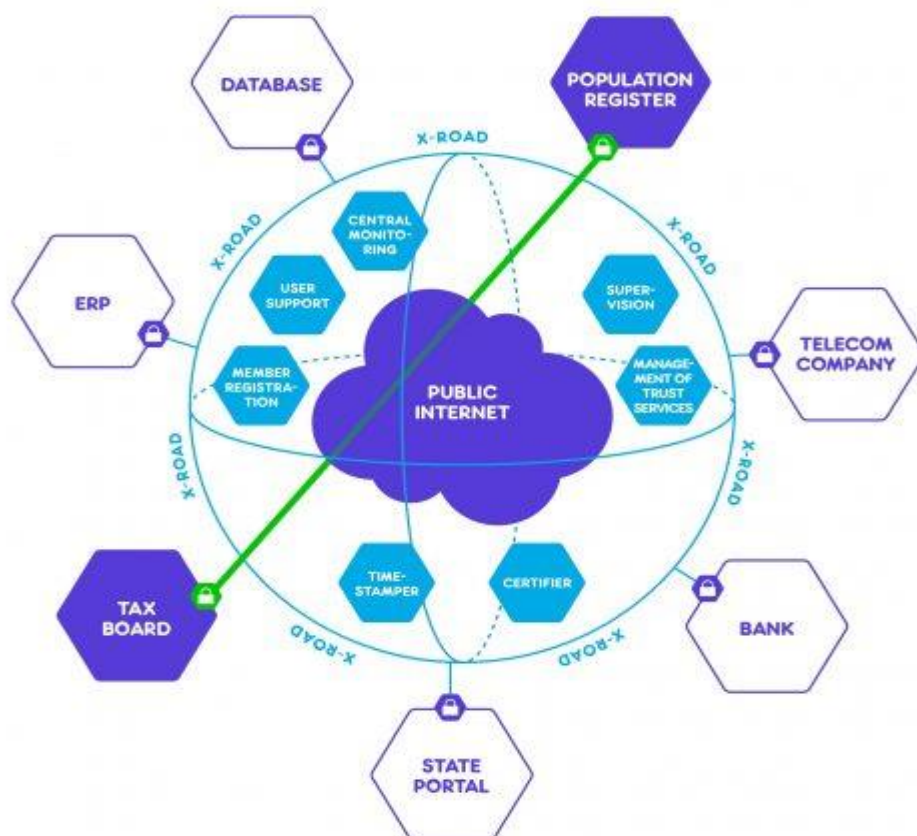 DATABASE
POPULATION
REGISTER
X-ROAD
X-ROAD
X-ROAD
CENTRAL
MONITO-
RING
USER
SUPPORT
SUPER-
VISION
ERP
TELECOM
COMPANY
MEMBER
REGISTRA-
TION
PUBLIC
INTERNET
MANAGE-
MENT OF
TRUST
SERVICES
X-ROAD
X-ROAD
TIME-
STAMPER
CERTIFIER
TAX
BOARD
BANK
X-ROAD
X-ROAD
STATE
PORTAL